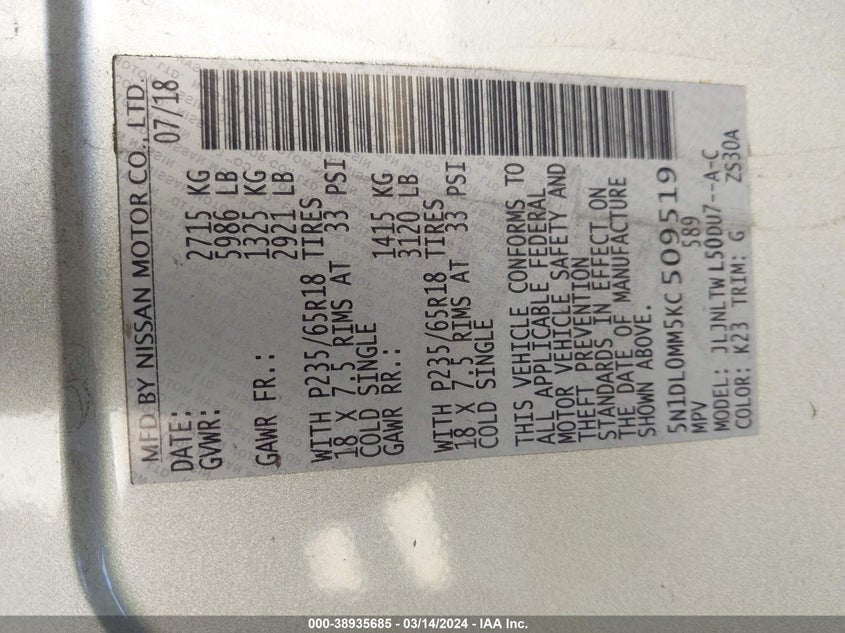 MFD BY NISSAN MOTOR CO., LTD.
DATE: 07/18
GVWR: 2715 KG
5986 LB
GAWR FR.: 1325 KG
2921 LB
WITH P235/65R18 TIRES
18 X 7.5 RIMS AT 33 PSI
COLD SINGLE
GAWR RR.: 1415 KG
3120 LB
WITH P235/65R18 TIRES
18 X 7.5 RIMS AT 33 PSI
COLD SINGLE
THIS VEHICLE CONFORMS TO
ALL APPLICABLE FEDERAL
MOTOR VEHICLE SAFETY AND
THEFT PREVENTION
STANDARDS IN EFFECT ON
THE DATE OF MANUFACTURE
SHOWN ABOVE.
5N1DL0MM5KC509519
MPV 589
MODEL: JLJNLTWL50DU7--A-C
COLOR: K23 TRIM: G ZS30A
000-38935685 - 03/14/2024 - IAA Inc.